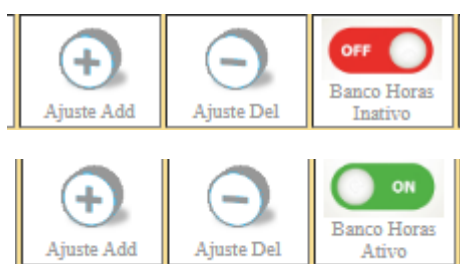 OFF
Ajuste Add
Ajuste Del
Banco Horas
Inativo
ON
Ajuste Add
Ajuste Del
Banco Horas
Ativo